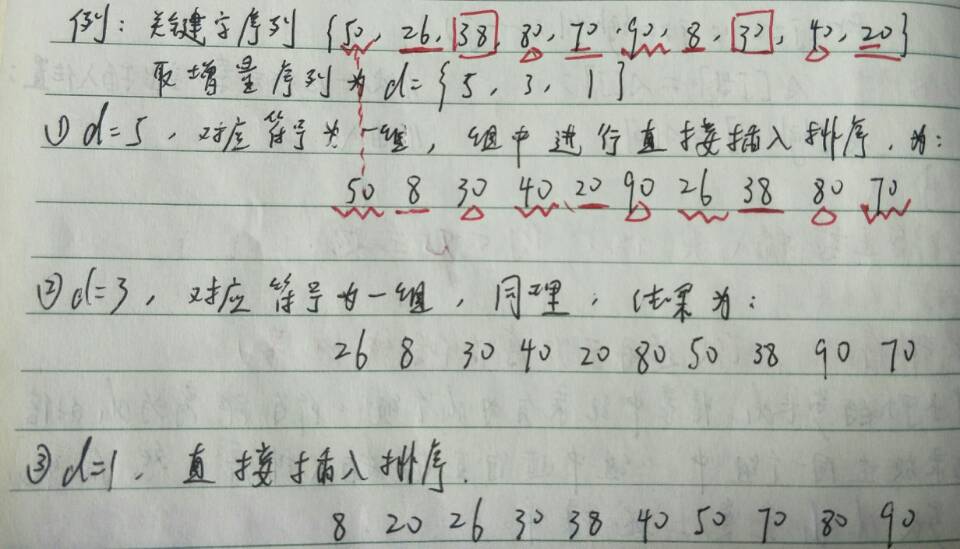 例：关键字序列 {50, 26, 38, 80, 70, 90, 8, 30, 40, 20}
取增量序列为 d={5, 3, 1}
① d=5, 对应符号为一组, 组中进行直接插入排序, 为:
50 8 30 40 20 90 26 38 80 70
② d=3, 对应符号为一组, 同理, 结果为:
26 8 30 40 20 80 50 38 90 70
③ d=1, 直接插入排序.
8 20 26 30 38 40 50 70 80 90